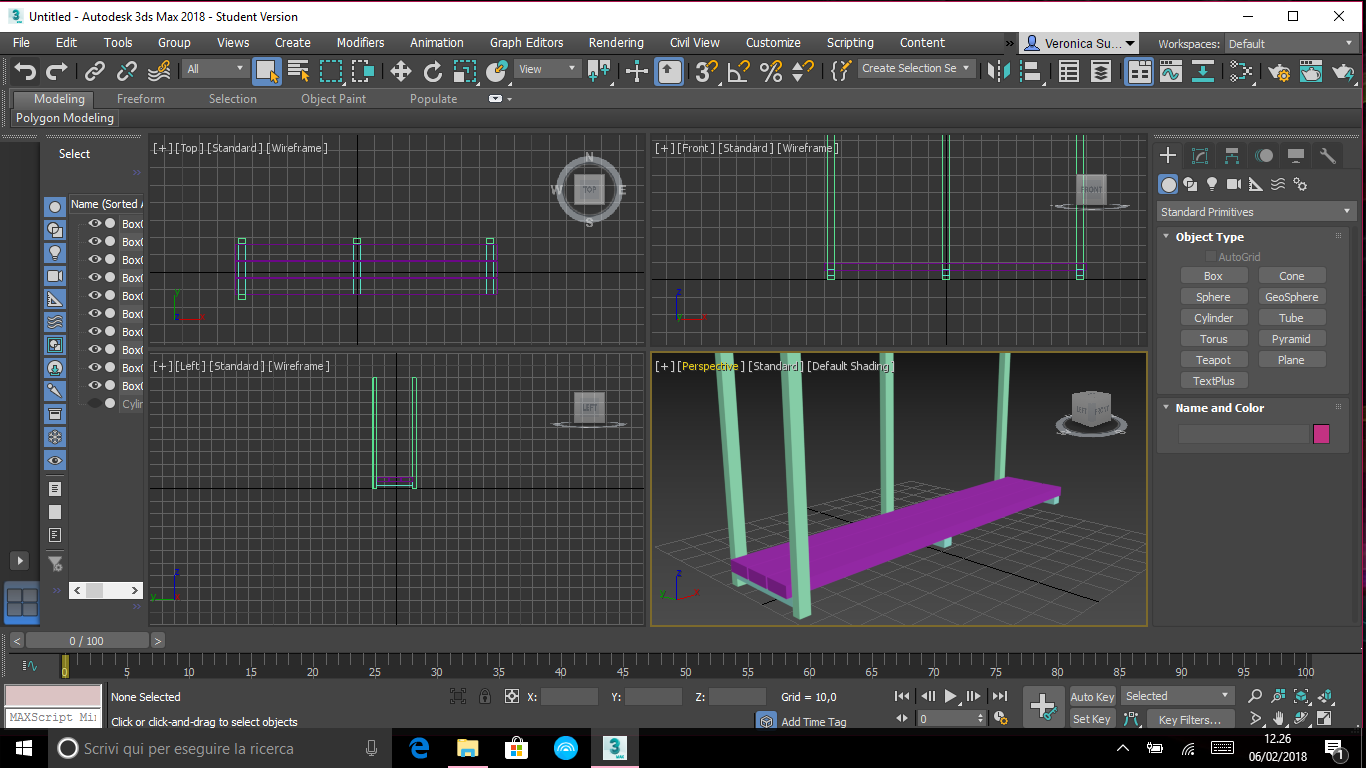 Untitled - Autodesk 3ds Max 2018 - Student Version
File Edit Tools Group Views Create Modifiers Animation Graph Editors Rendering Civil View Customize Scripting Content » Veronica Su... Workspaces: Default
All View Create Selection Se
Modeling Freeform Selection Object Paint Populate
Polygon Modeling
Select
»
Name (Sorted A
Box0
Box0
Box0
Box0
Box0
Box0
Box0
Box0
Box0
Box0
Cylin
[+] [Top] [Standard] [Wireframe]
N
W TOP E
S
y
z x
[+] [Front] [Standard] [Wireframe]
FRONT
z
y x
[+] [Left] [Standard] [Wireframe]
LEFT
z
y
[+] [Perspective] [Standard] [Default Shading]
LEFT
z
y x
Standard Primitives
Object Type
AutoGrid
Box Cone
Sphere GeoSphere
Cylinder Tube
Torus Pyramid
Teapot Plane
TextPlus
Name and Color
< 0 / 100 >
0 5 10 15 20 25 30 35 40 45 50 55 60 65 70 75 80 85 90 95 100
None Selected X: Y: Z: Grid = 10,0 Auto Key Selected
MAXScript Mi Click or click-and-drag to select objects Add Time Tag 0 Set Key Key Filters...
Scrivi qui per eseguire la ricerca
3
MAX
12.26
06/02/2018
1